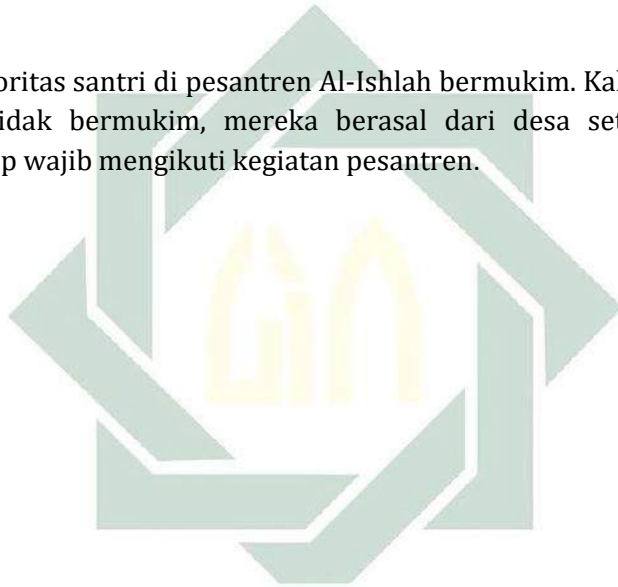 oritas santri di pesantren Al-Ishlah bermukim. Kal
idak bermukim, mereka berasal dari desa set
p wajib mengikuti kegiatan pesantren.